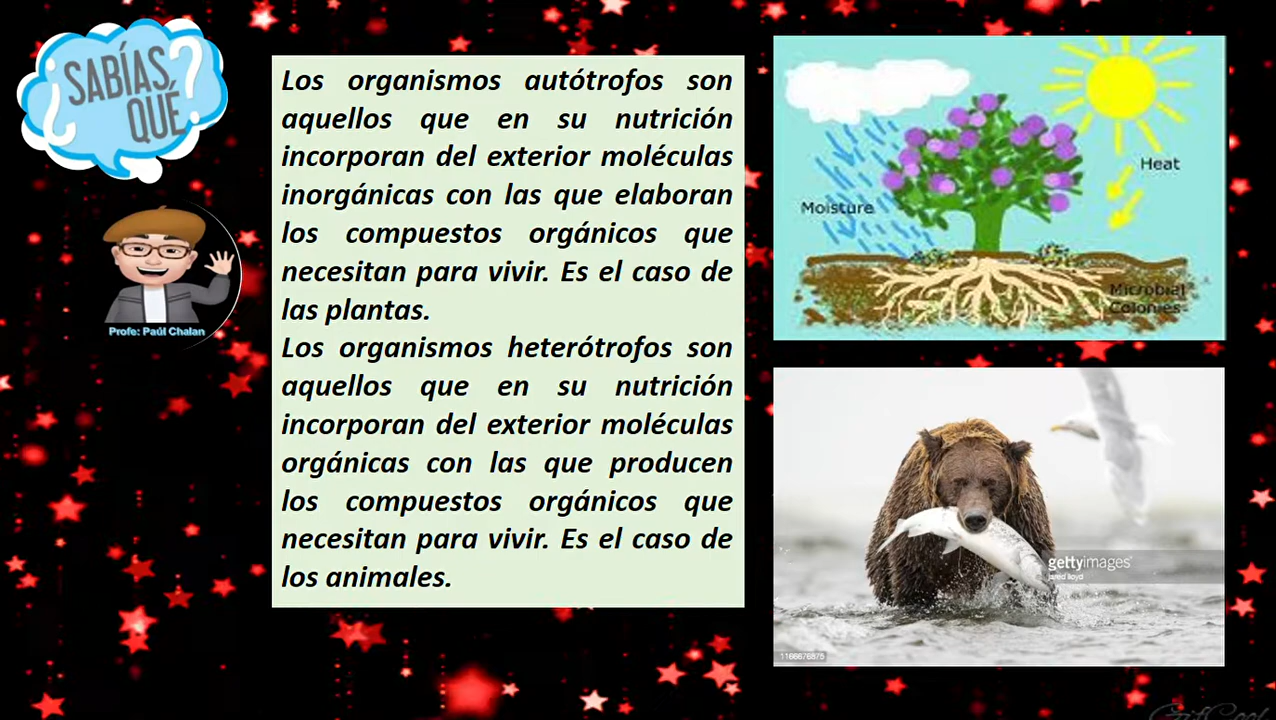 ¿SABÍAS
QUÉ?
Profe: Paúl Chalan
Los organismos autótrofos son
aquellos que en su nutrición
incorporan del exterior moléculas
inorgánicas con las que elaboran
los compuestos orgánicos que
necesitan para vivir. Es el caso de
las plantas.
Los organismos heterótrofos son
aquellos que en su nutrición
incorporan del exterior moléculas
orgánicas con las que producen
los compuestos orgánicos que
necesitan para vivir. Es el caso de
los animales.
Heat
Moisture
Microbial
Colonies
gettyimages
jared lloyd
1166676875